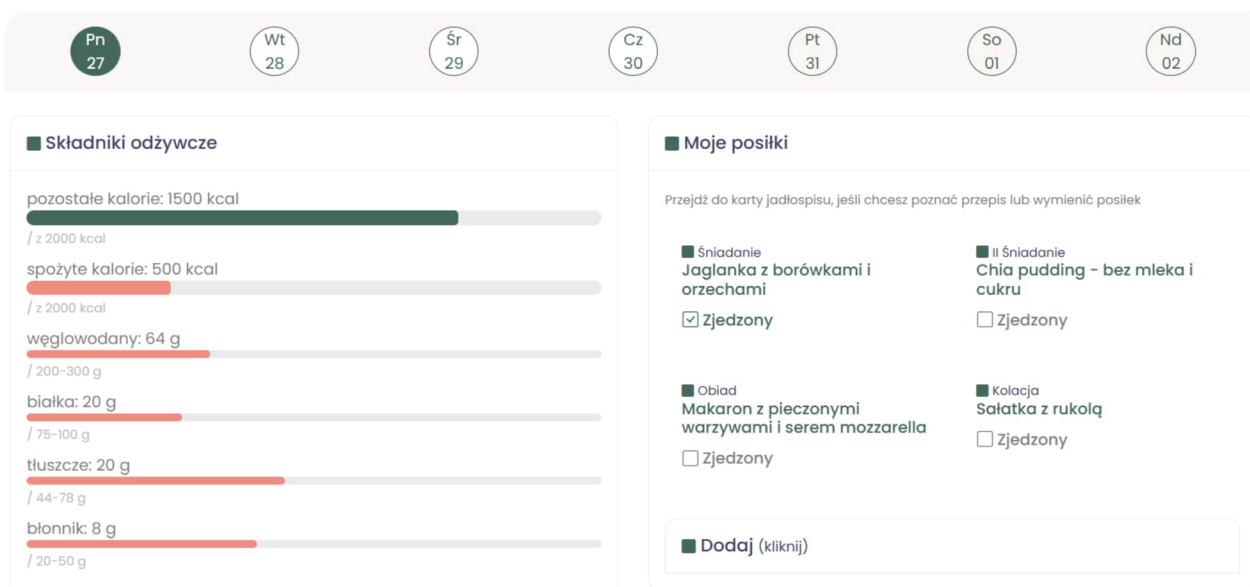 Pn
27
Wt
28
Śr
29
Cz
30
Pt
31
So
01
Nd
02
Składniki odżywcze
pozostałe kalorie: 1500 kcal
/ z 2000 kcal
spożyte kalorie: 500 kcal
/ z 2000 kcal
węglowodany: 64 g
/ 200-300 g
białka: 20 g
/ 75-100 g
tłuszcze: 20 g
/ 44-78 g
błonnik: 8 g
/ 20-50 g
Moje posiłki
Przejdź do karty jadłospisu, jeśli chcesz poznać przepis lub wymienić posiłek
Śniadanie
Jaglanka z borówkami i
orzechami
Zjedzony
II Śniadanie
Chia pudding - bez mleka i
cukru
Zjedzony
Obiad
Makaron z pieczonymi
warzywami i serem mozzarella
Zjedzony
Kolacja
Sałatka z rukolą
Zjedzony
Dodaj (kliknij)